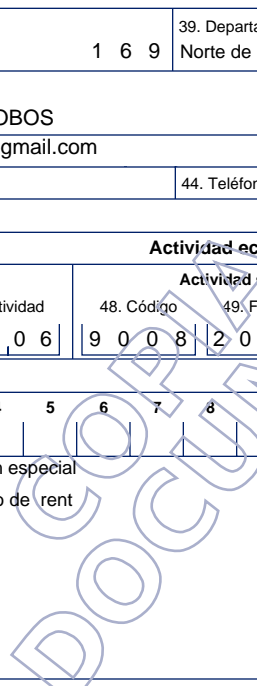 39. Departa
1 6 9 Norte de
OBOS
gmail.com
44. Teléfon
Actividad ec
Actividad
tividad 48. Código 49. F
0 6 9 0 0 8 2 0
5 6 7 8
n especial
o de rent
COPIA
DOCUM